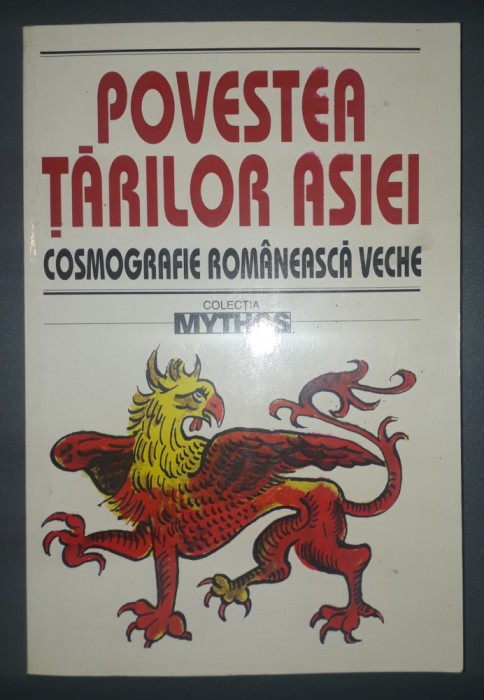 POVESTEA
ȚĂRILOR ASIEI
COSMOGRAFIE ROMÂNEASCĂ VECHE
COLECȚIA
MYTHOS